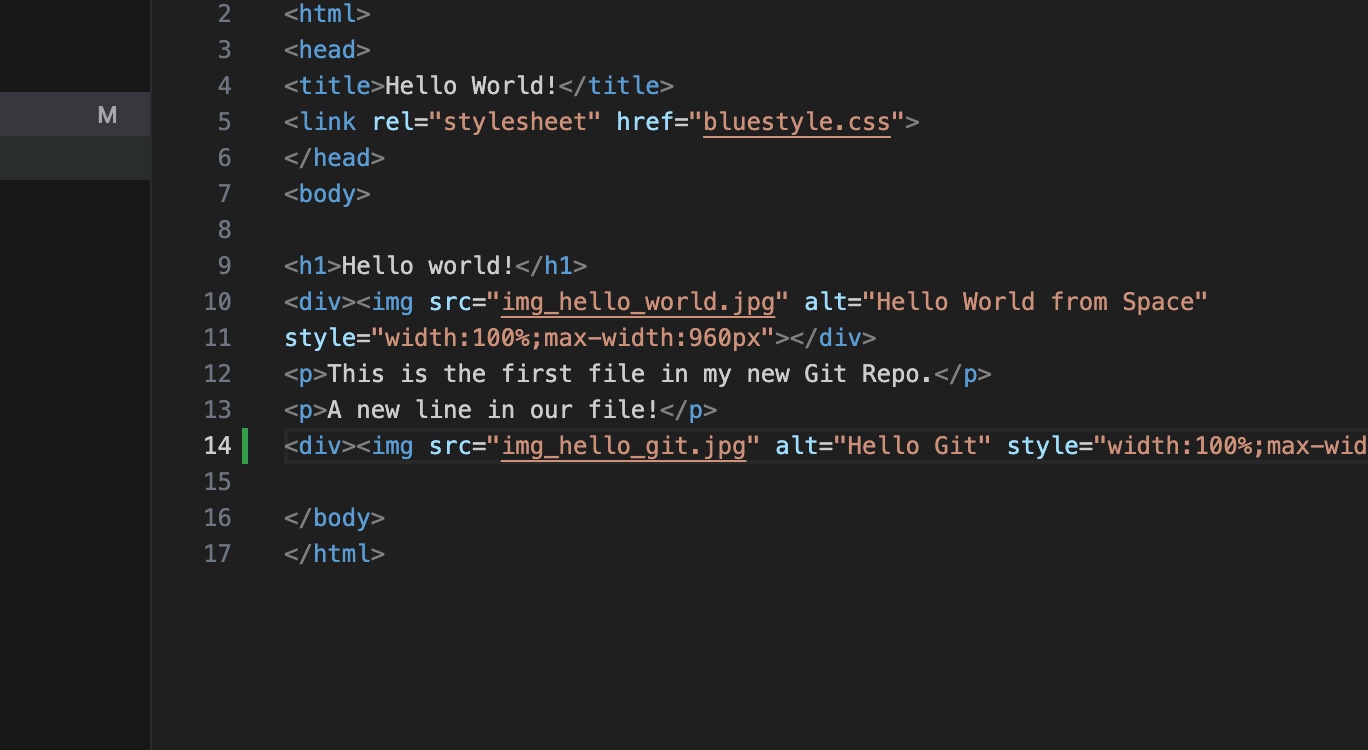 M
2 <html>
3 <head>
4 <title>Hello World!</title>
5 <link rel="stylesheet" href="bluestyle.css">
6 </head>
7 <body>
8
9 <h1>Hello world!</h1>
10 <div><img src="img_hello_world.jpg" alt="Hello World from Space"
11 style="width:100%;max-width:960px"></div>
12 <p>This is the first file in my new Git Repo.</p>
13 <p>A new line in our file!</p>
14 <div><img src="img_hello_git.jpg" alt="Hello Git" style="width:100%;max-wid
15
16 </body>
17 </html>